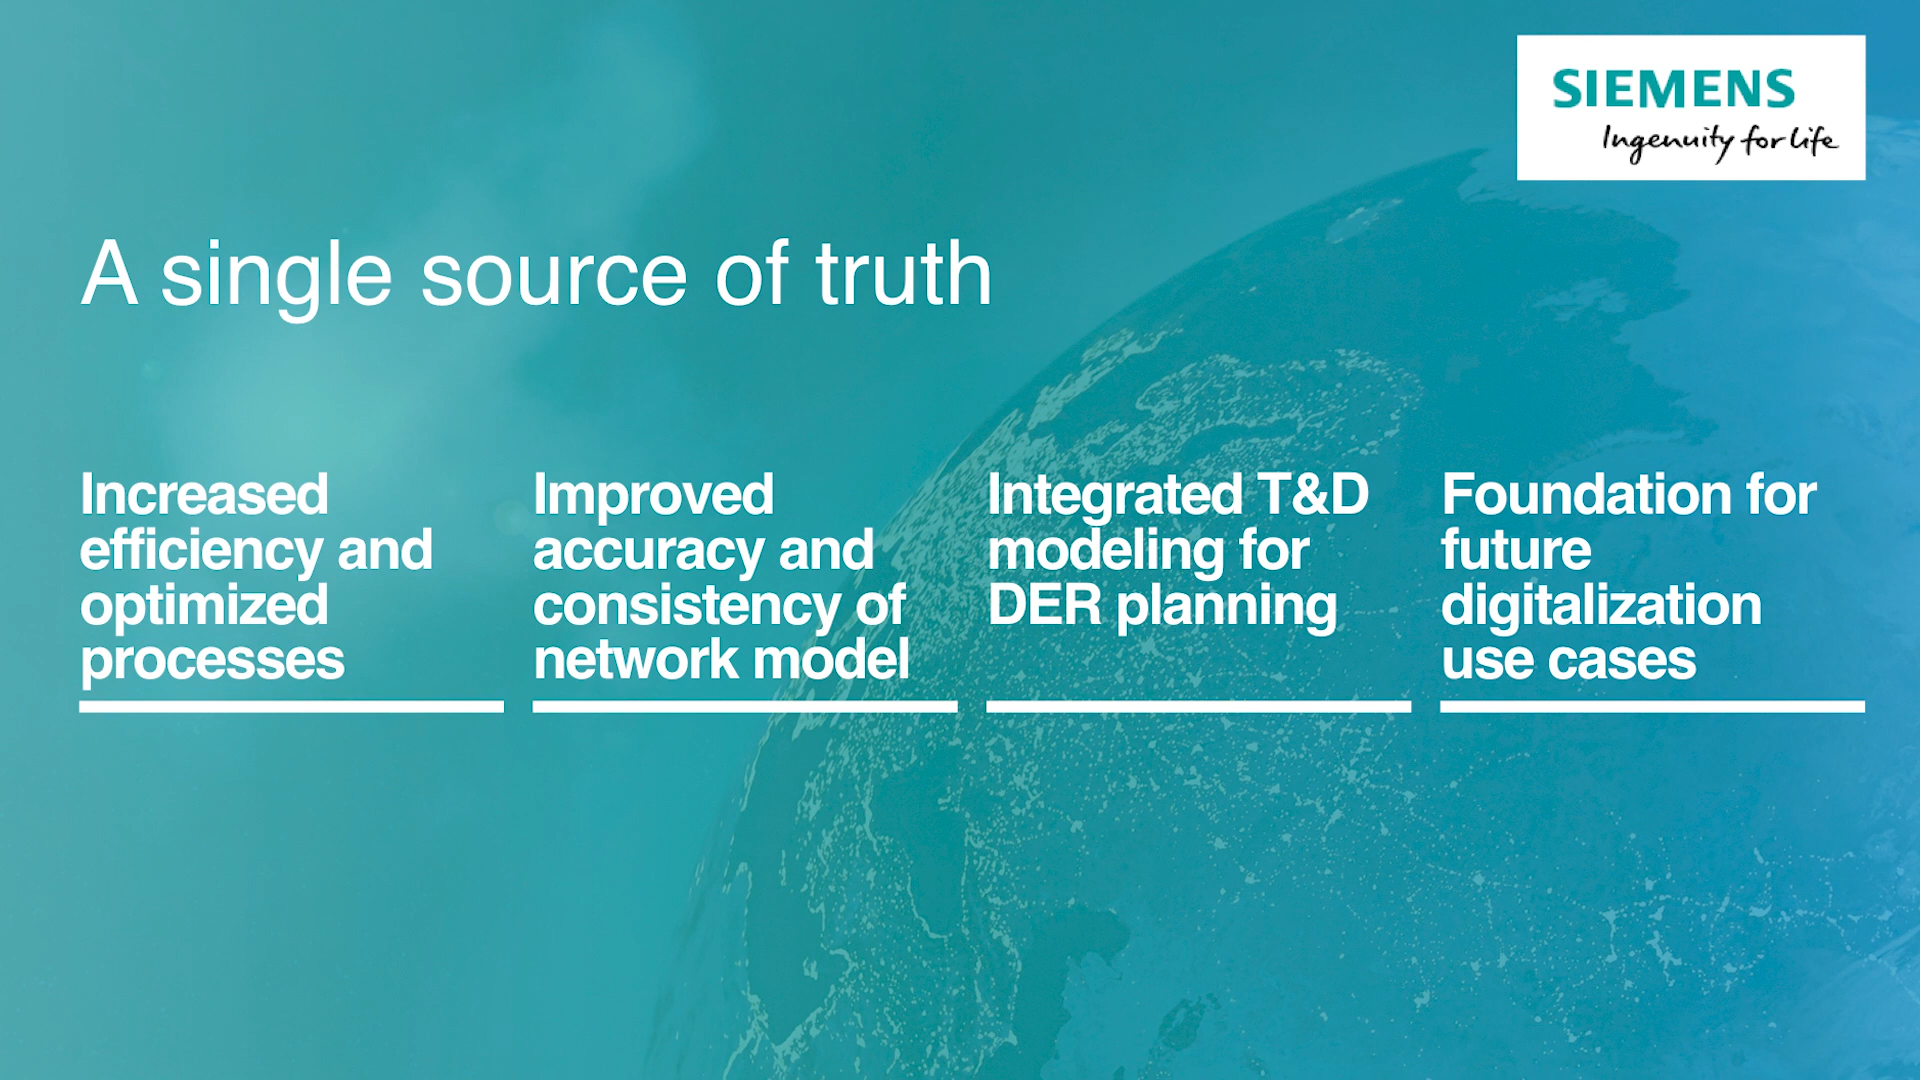 SIEMENS
Ingenuity for life
A single source of truth
Increased
efficiency and
optimized
processes
Improved
accuracy and
consistency of
network model
Integrated T&D
modeling for
DER planning
Foundation for
future
digitalization
use cases